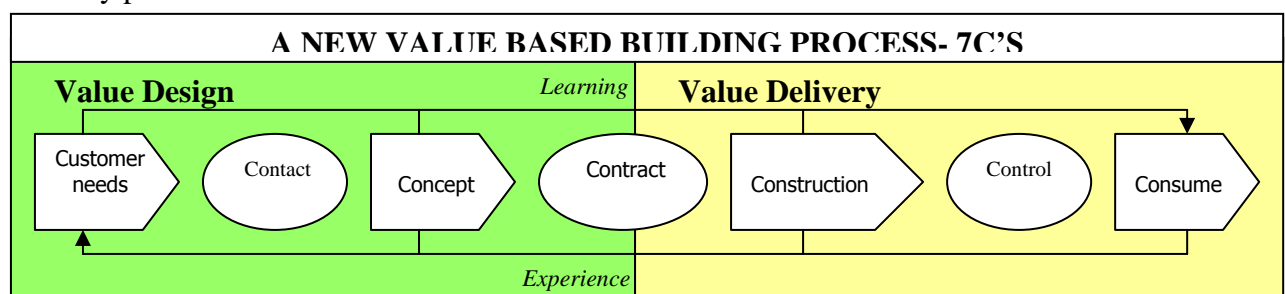 A NEW VALUE BASED BUILDING PROCESS- 7C'S
Value Design
Learning
Value Delivery
Customer
needs
Contact
Concept
Contract
Construction
Control
Consume
Experience